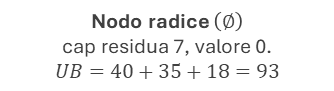 Nodo radice (∅)
cap residua 7, valore 0.
UB = 40 + 35 + 18 = 93